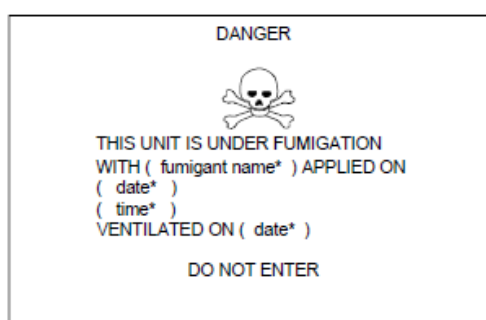 DANGER
THIS UNIT IS UNDER FUMIGATION
WITH ( fumigant name* ) APPLIED ON
( date* )
( time* )
VENTILATED ON ( date* )
DO NOT ENTER